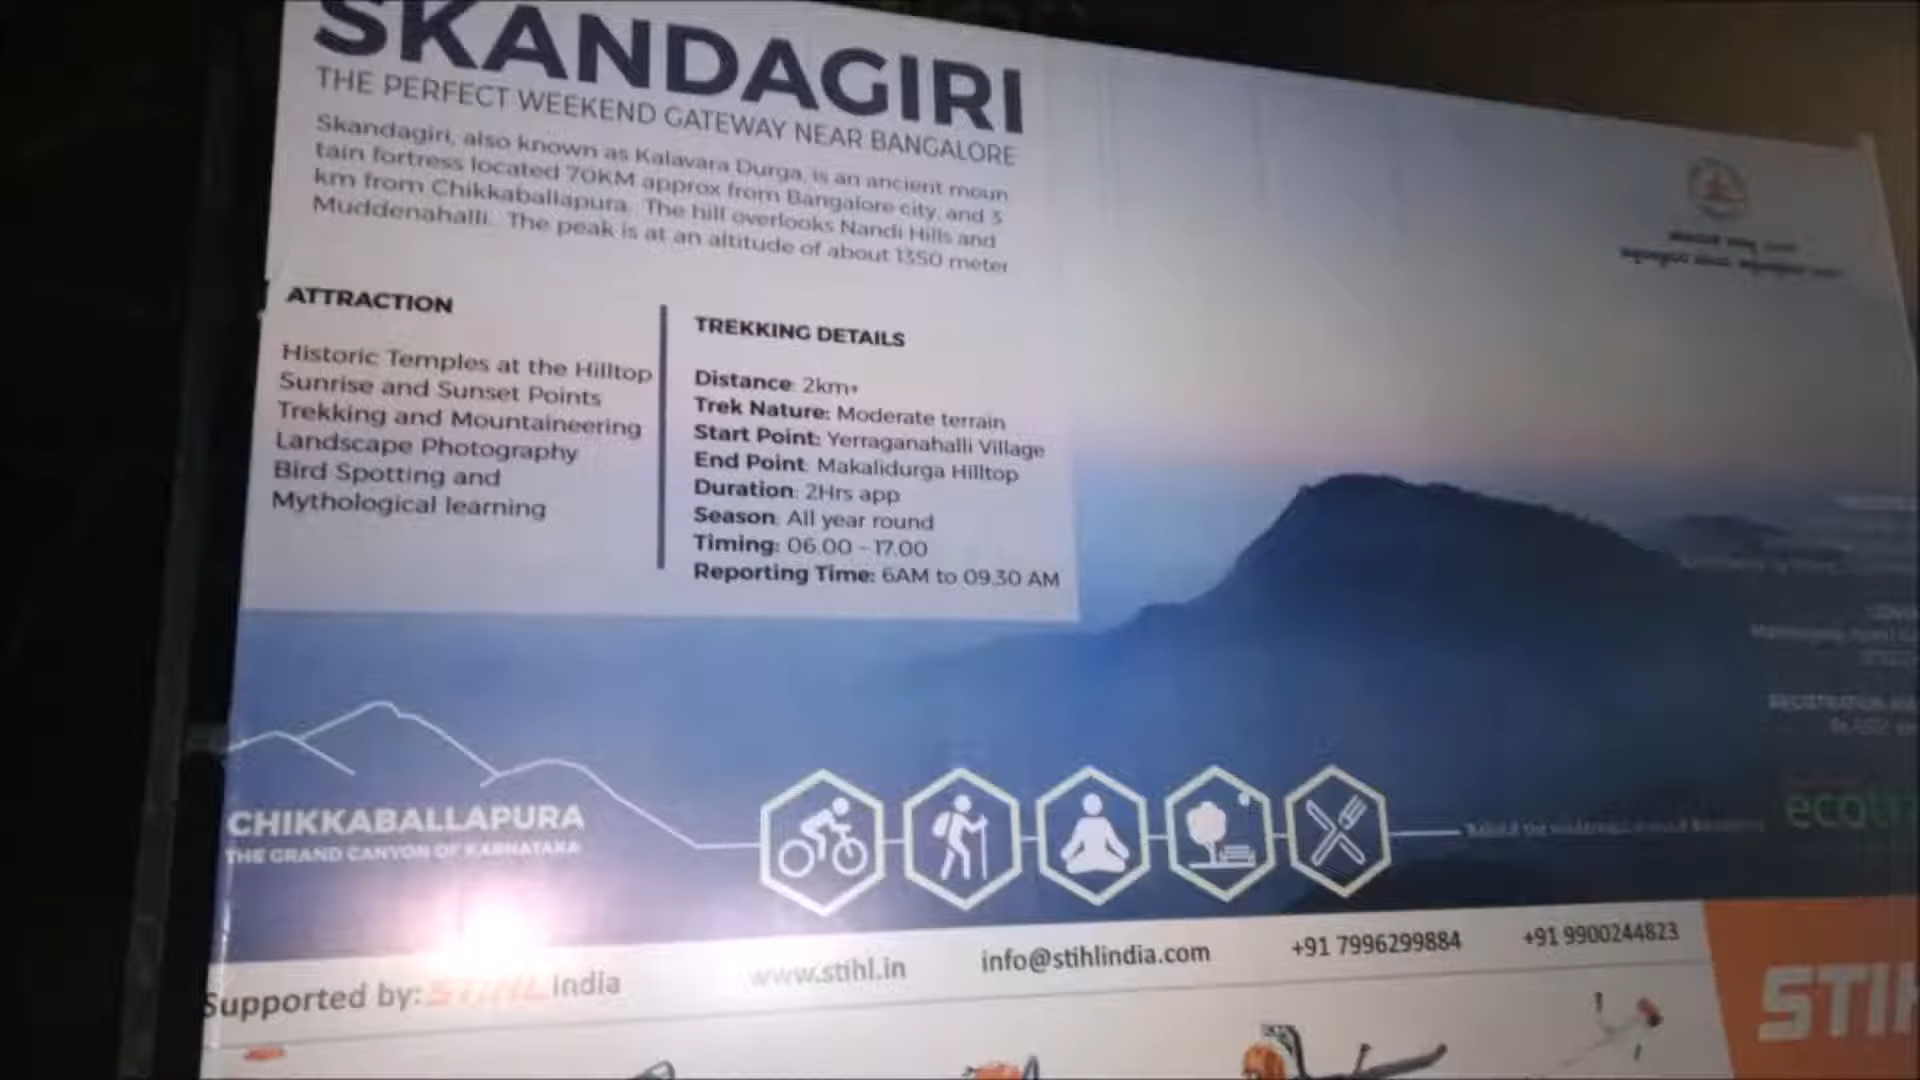 SKANDAGIRI
THE PERFECT WEEKEND GATEWAY NEAR BANGALORE
Skandagiri, also known as Kalavara Durga, is an ancient moun
tain fortress located 70KM approx from Bangalore city, and 3
km from Chikkaballapura. The hill overlooks Nandi Hills and
Muddenahalli. The peak is at an altitude of about 1350 meter
ATTRACTION
Historic Temples at the Hilltop
Sunrise and Sunset Points
Trekking and Mountaineering
Landscape Photography
Bird Spotting and
Mythological learning
TREKKING DETAILS
Distance: 2km+
Trek Nature: Moderate terrain
Start Point: Yerraganahalli Village
End Point: Makalidurga Hilltop
Duration: 2Hrs app
Season: All year round
Timing: 06.00 - 17.00
Reporting Time: 6AM to 09.30 AM
CHIKKABALLAPURA
THE GRAND CANYON OF KARNATAKA
Supported by: STIHL India
www.stihl.in
info@stihlindia.com
+91 7996299884
+91 9900244823